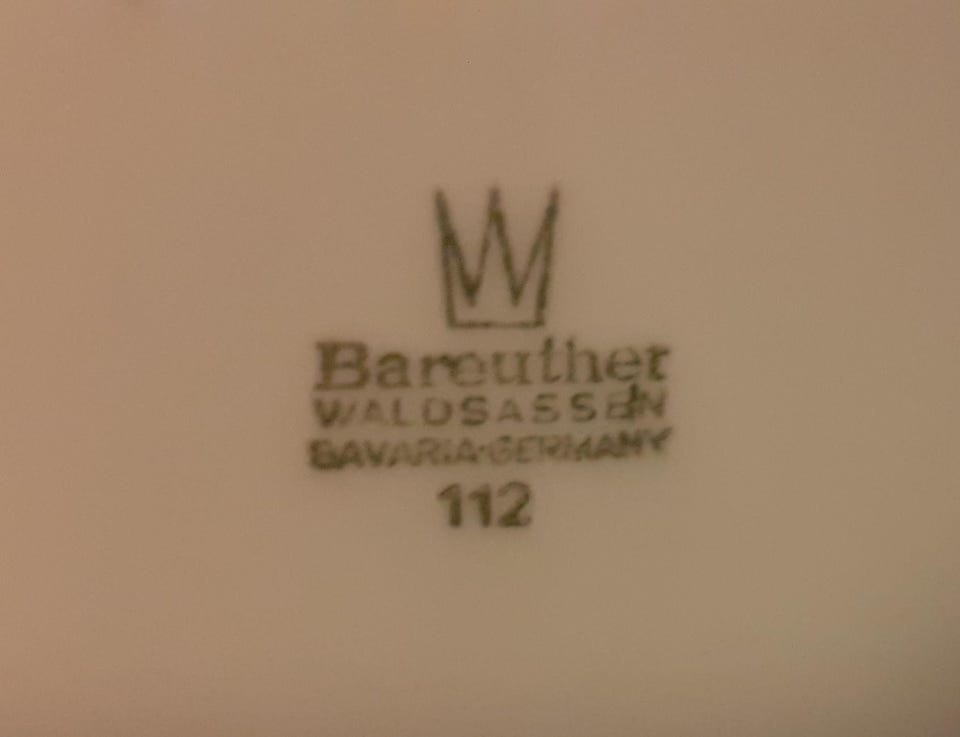 Bareuther
WALDSASSEN
BAVARIA·GERMANY
112